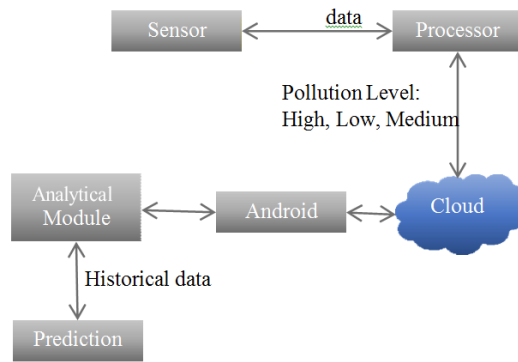 Sensor
data
Processor
Pollution Level:
High, Low, Medium
Analytical
Module
Android
Cloud
Historical data
Prediction